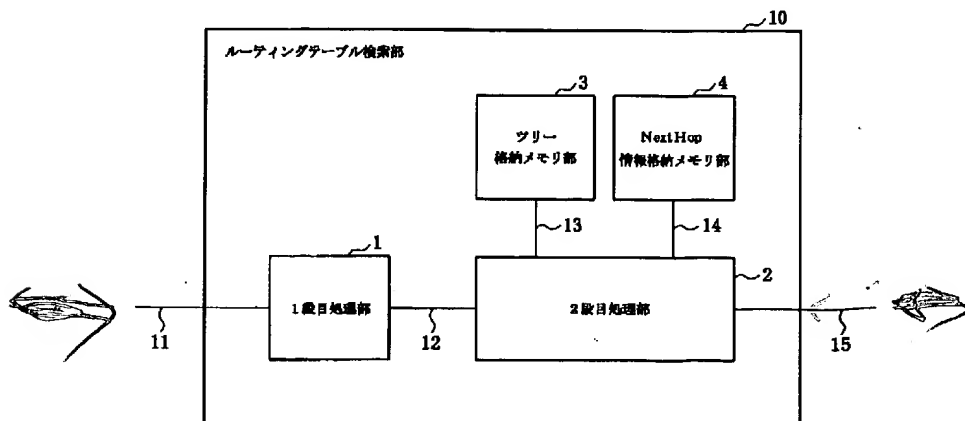 10
ルーティングテーブル検索部
3
4
ツリー
格納メモリ部
NextHop
情報格納メモリ部
13
14
1
2
1段目処理部
2段目処理部
11
12
15